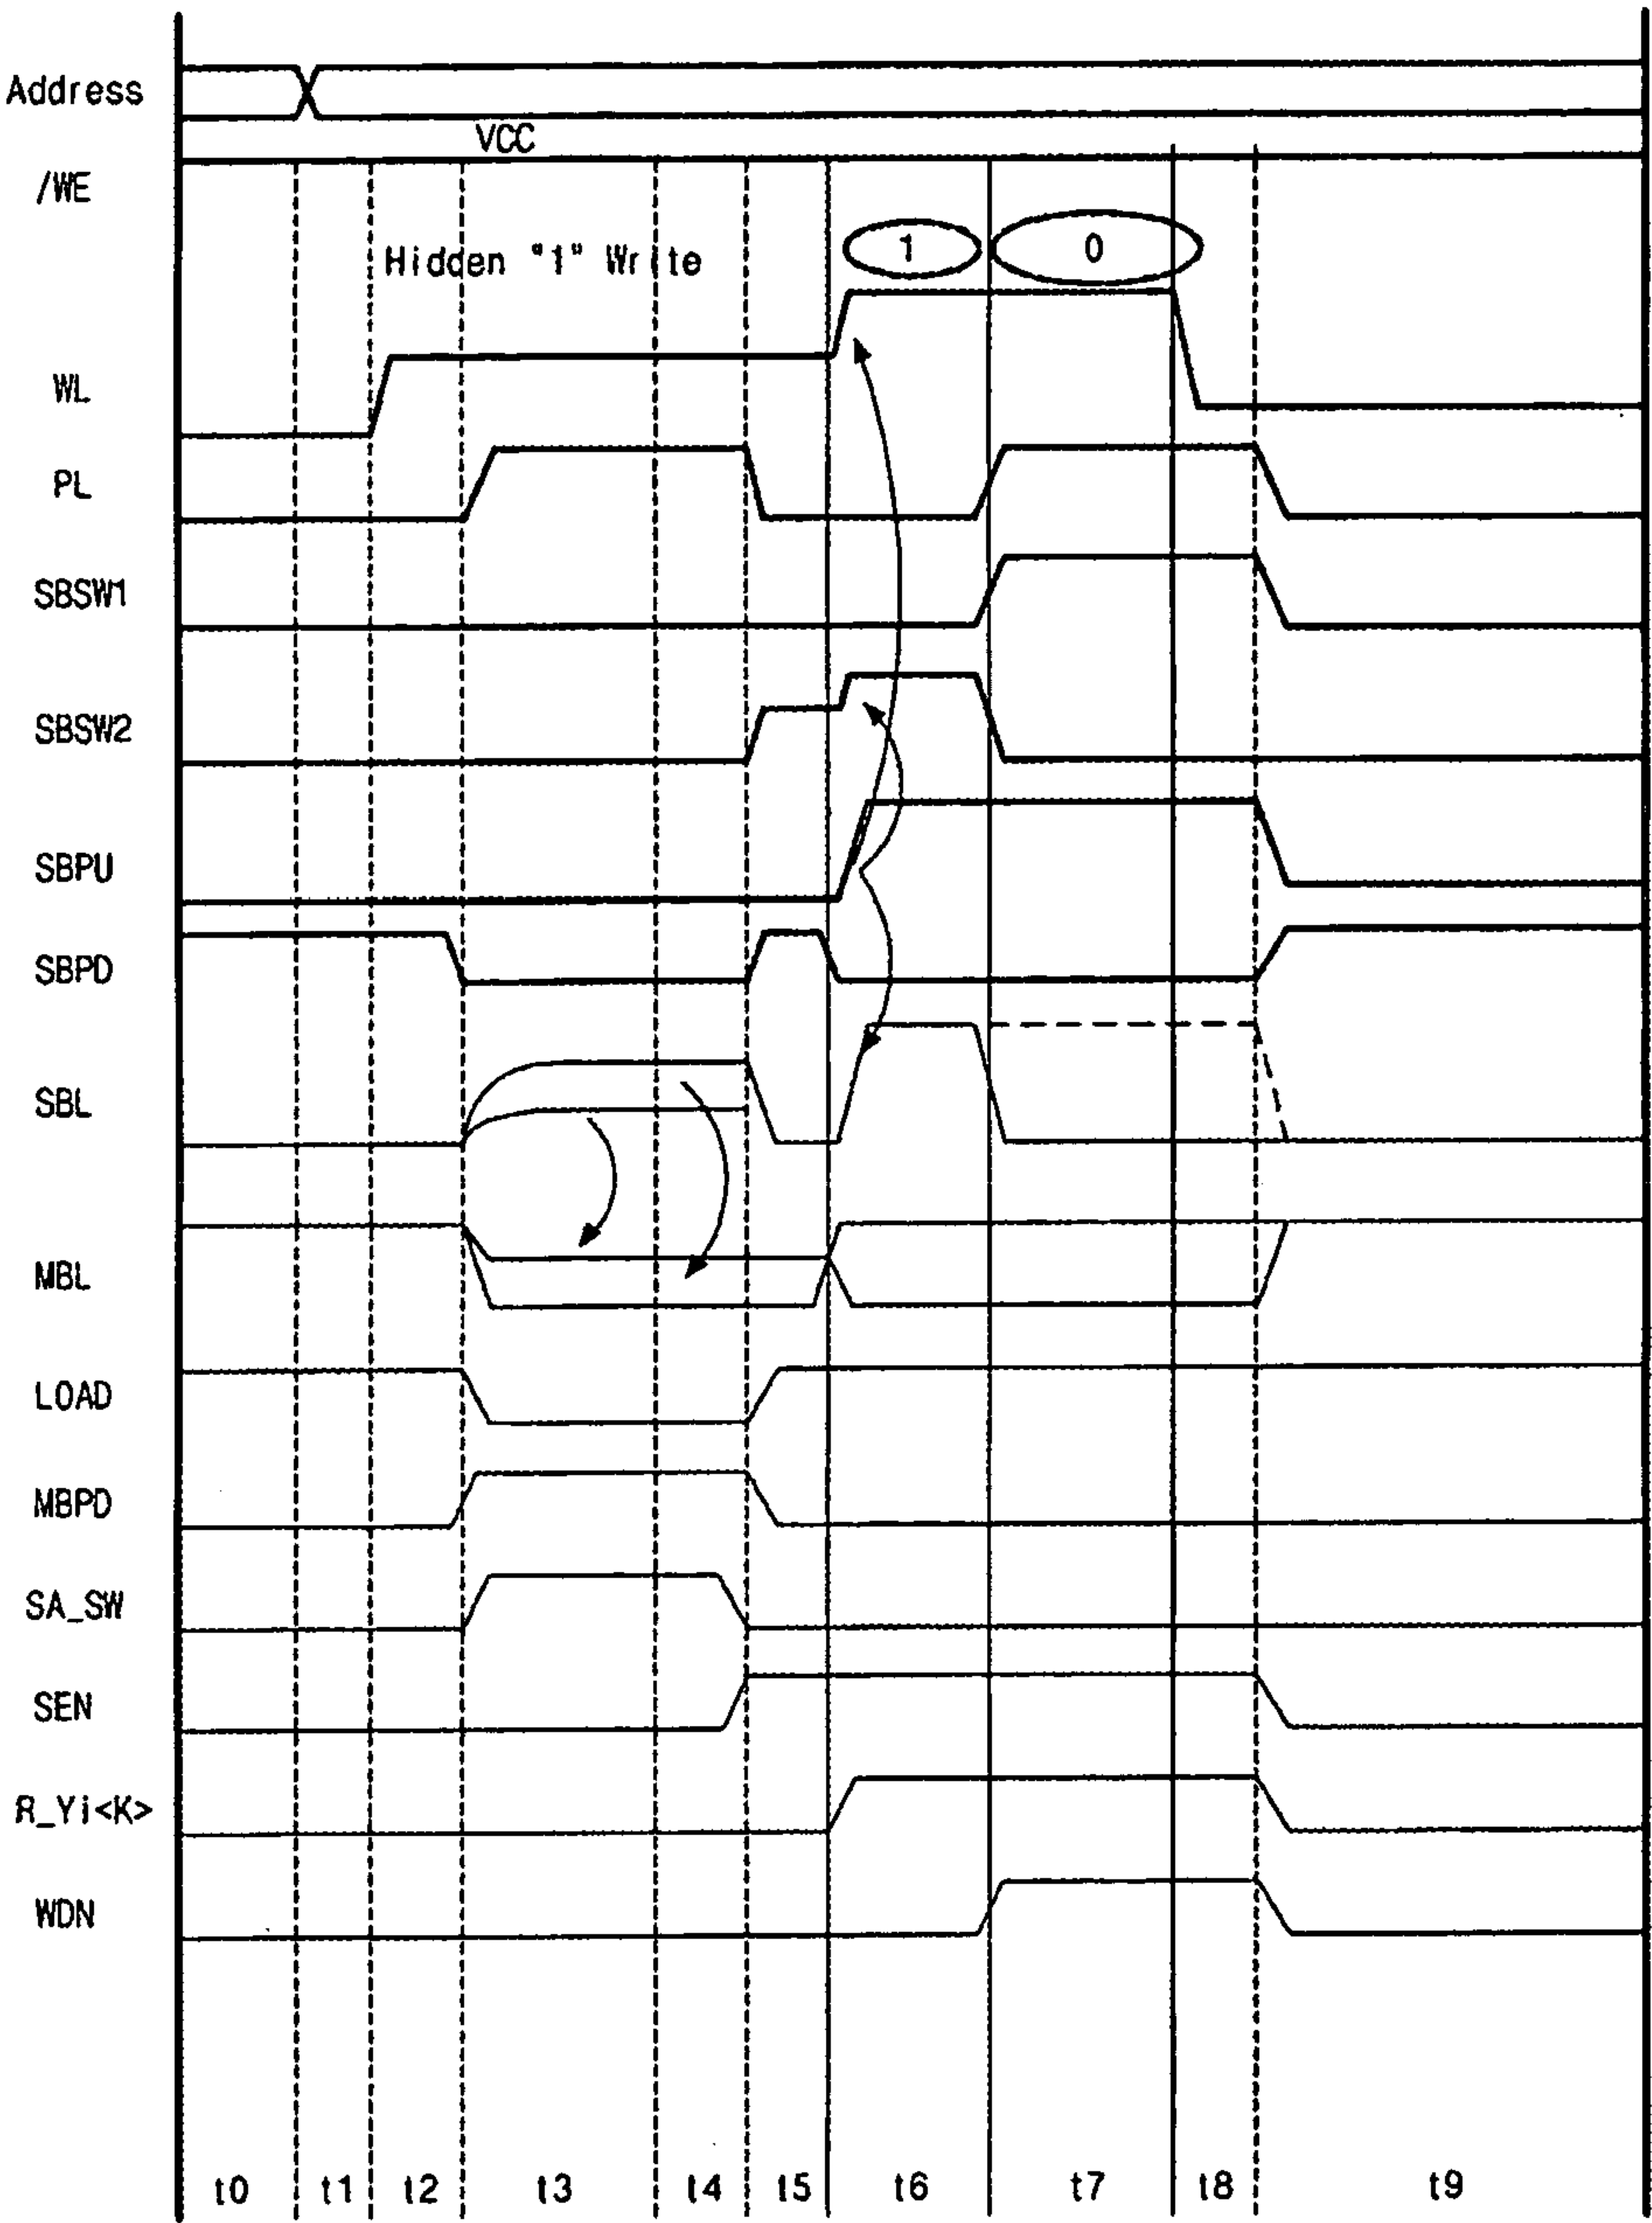 Address
VCC
/WE
Hidden "1" Write
1
0
WL
PL
SBSW1
SBSW2
SBPU
SBPD
SBL
MBL
LOAD
MBPD
SA_SW
SEN
R_Yi<K>
WDN
t0 t1 t2 t3 t4 t5 t6 t7 t8 t9